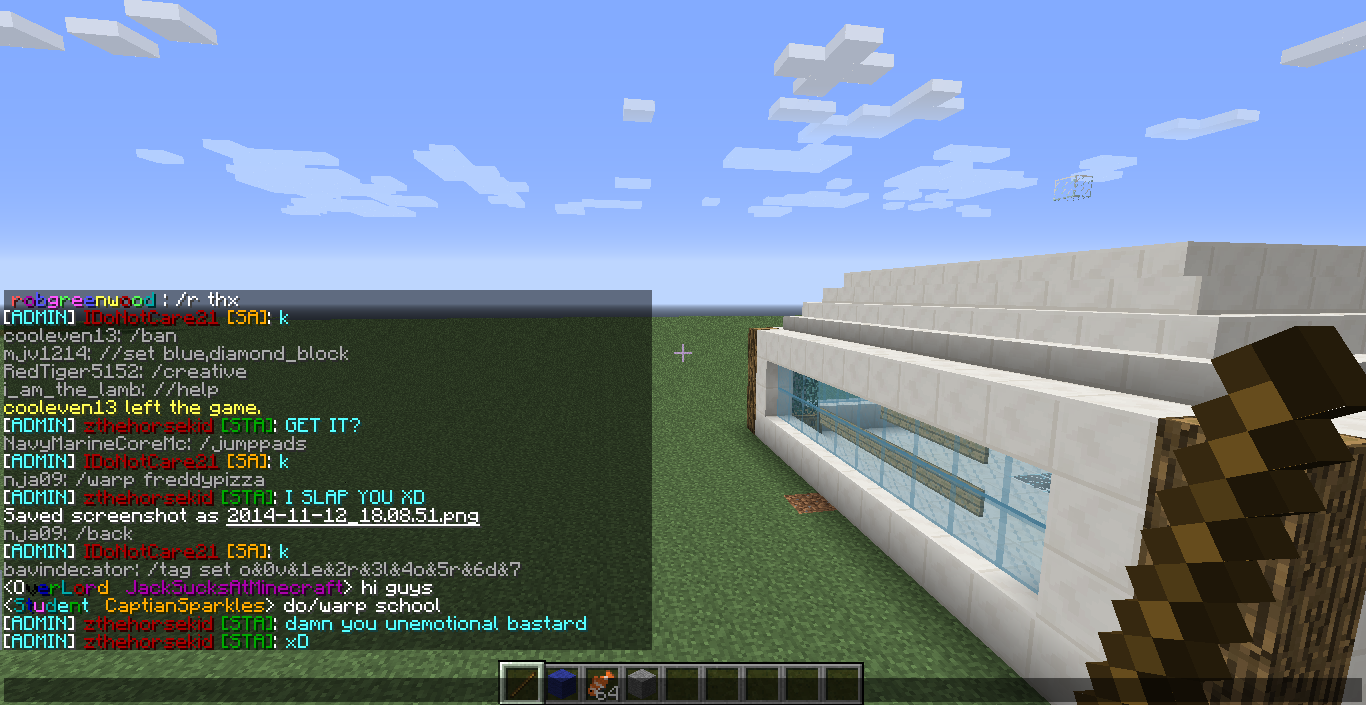 robgreenwood : /r thx
[ADMIN] IDoNotCare21 [SA]: k
cooleven13: /ban
mjv1214: //set blue,diamond_block
RedTiger5152: /creative
i_am_the_lamb: //help
cooleven13 left the game.
[ADMIN] zthehorsekid [STA]: GET IT?
NavyMarineCoreMc: /jumppads
[ADMIN] IDoNotCare21 [SA]: k
nja09: /warp freddypizza
[ADMIN] zthehorsekid [STA]: I SLAP YOU XD
Saved screenshot as 2014-11-12_18.08.51.png
nja09: /back
[ADMIN] IDoNotCare21 [SA]: k
bavindecator: /tag set o&0v&1e&2r&3l&4o&5r&6d&7
<OverLord JackSucksAtMinecraft> hi guys
<Student CaptianSparkles> do/warp school
[ADMIN] zthehorsekid [STA]: damn you unemotional bastard
[ADMIN] zthehorsekid [STA]: xD
64